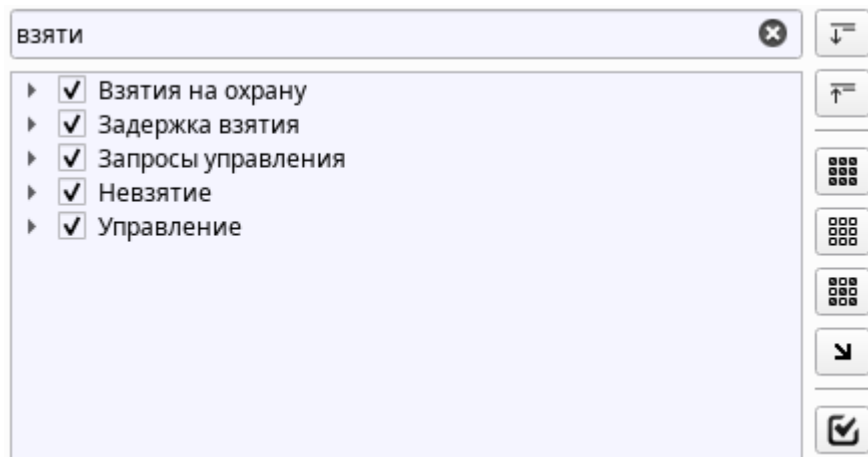 взяти
Взятия на охрану
Задержка взятия
Запросы управления
Невзятие
Управление